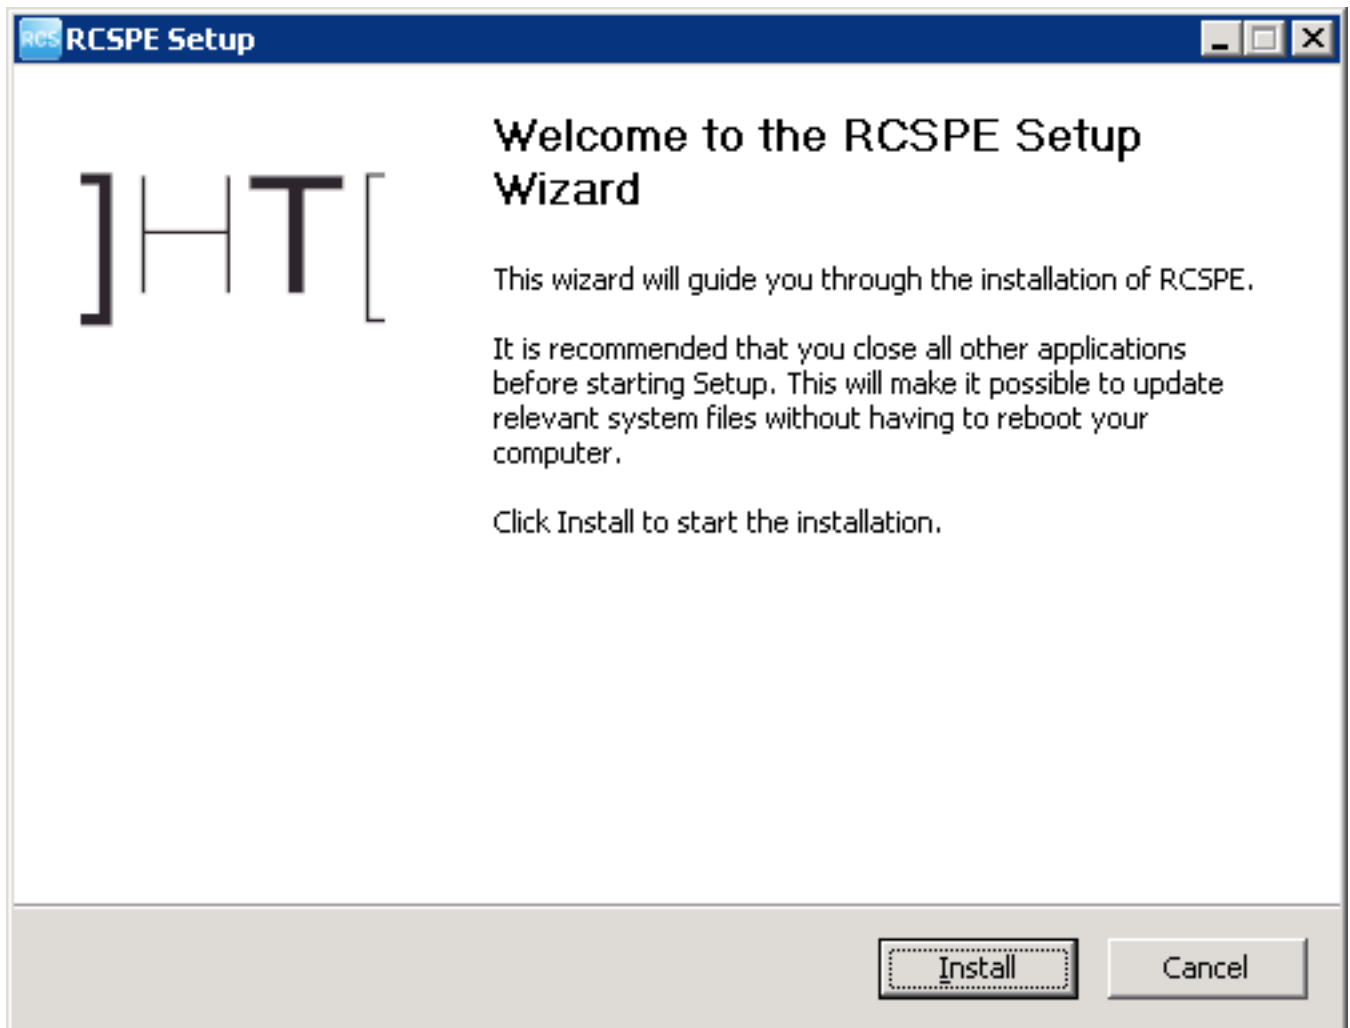 RCS RCSPE Setup
]HT[
Welcome to the RCSPE Setup
Wizard
This wizard will guide you through the installation of RCSPE.
It is recommended that you close all other applications
before starting Setup. This will make it possible to update
relevant system files without having to reboot your
computer.
Click Install to start the installation.
Install
Cancel